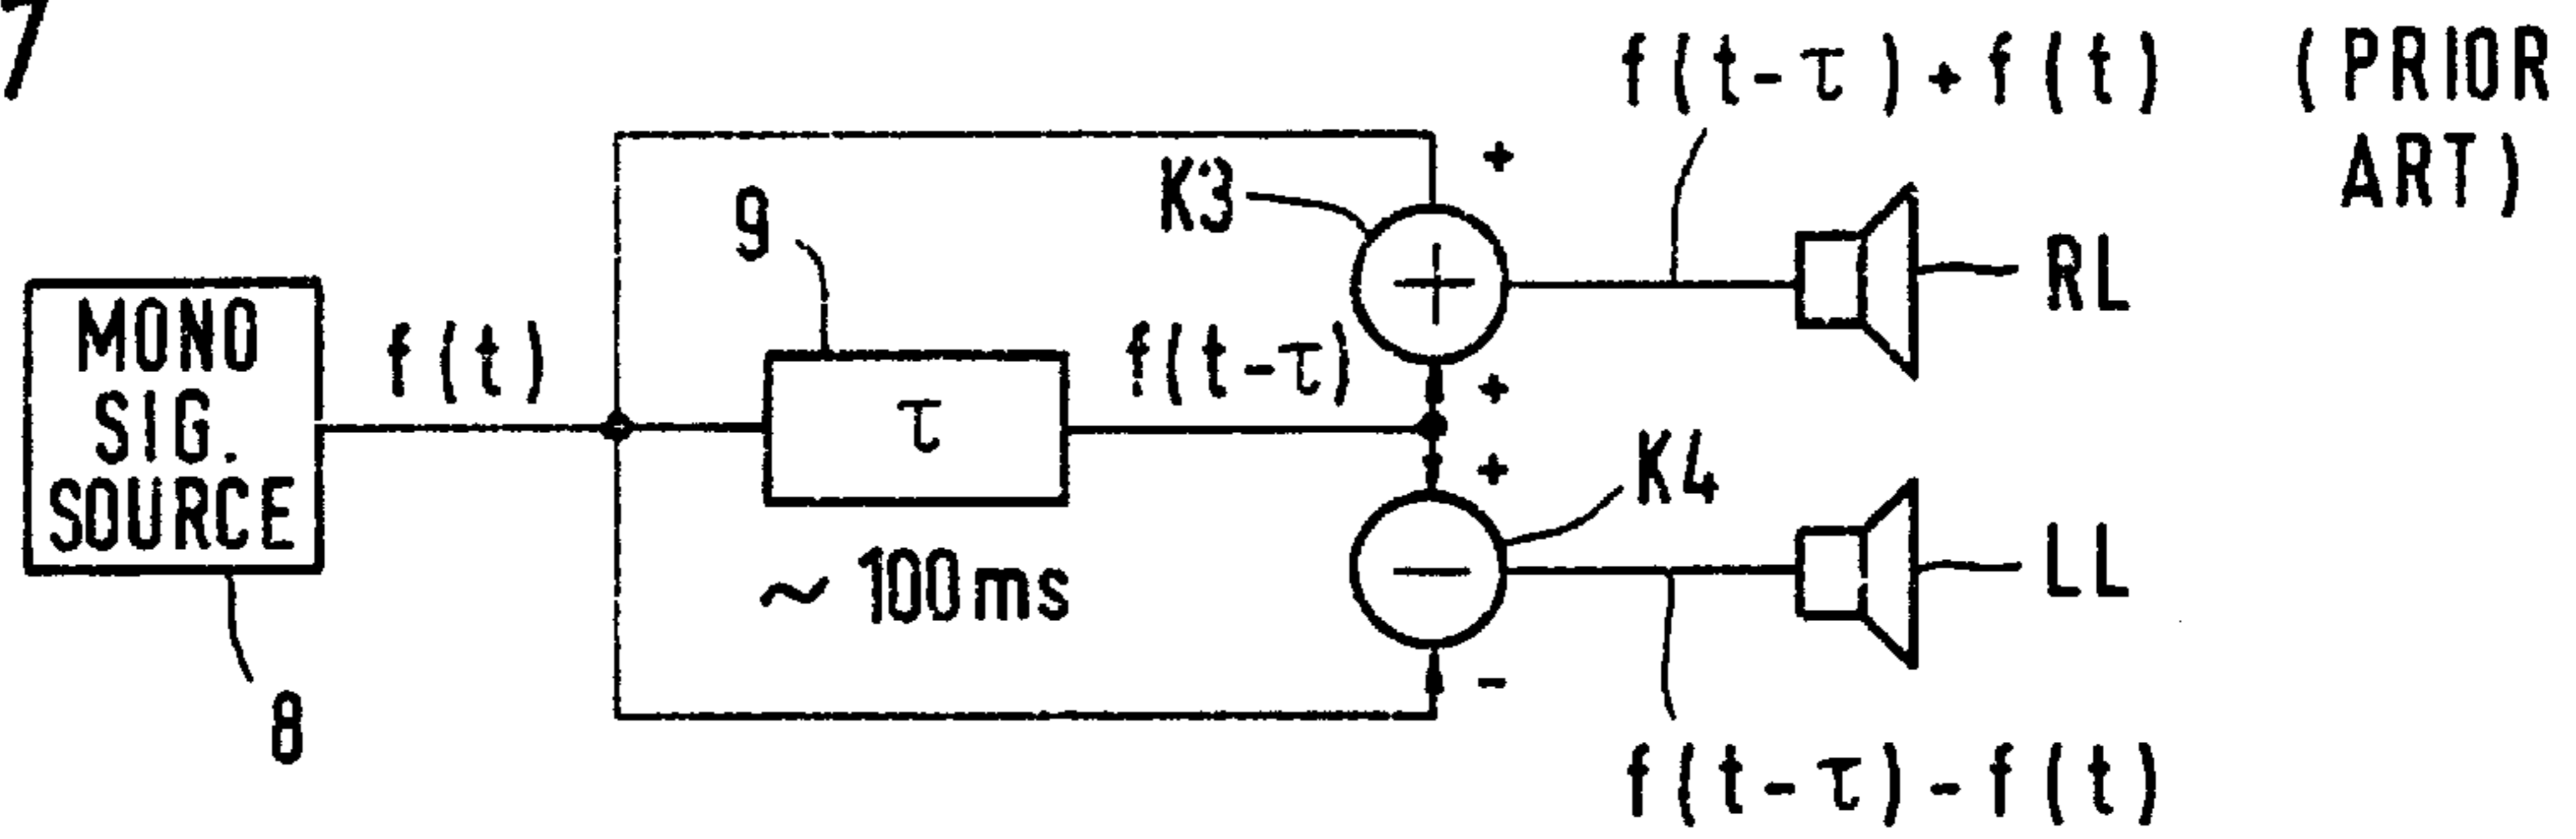 7
f(t-τ)+f(t)
(PRIOR
ART)
K3
+
9
RL
MONO
SIG.
SOURCE
f(t)
τ
f(t-τ)
+
+
K4
~100ms
+
−
LL
-
8
f(t-τ)-f(t)